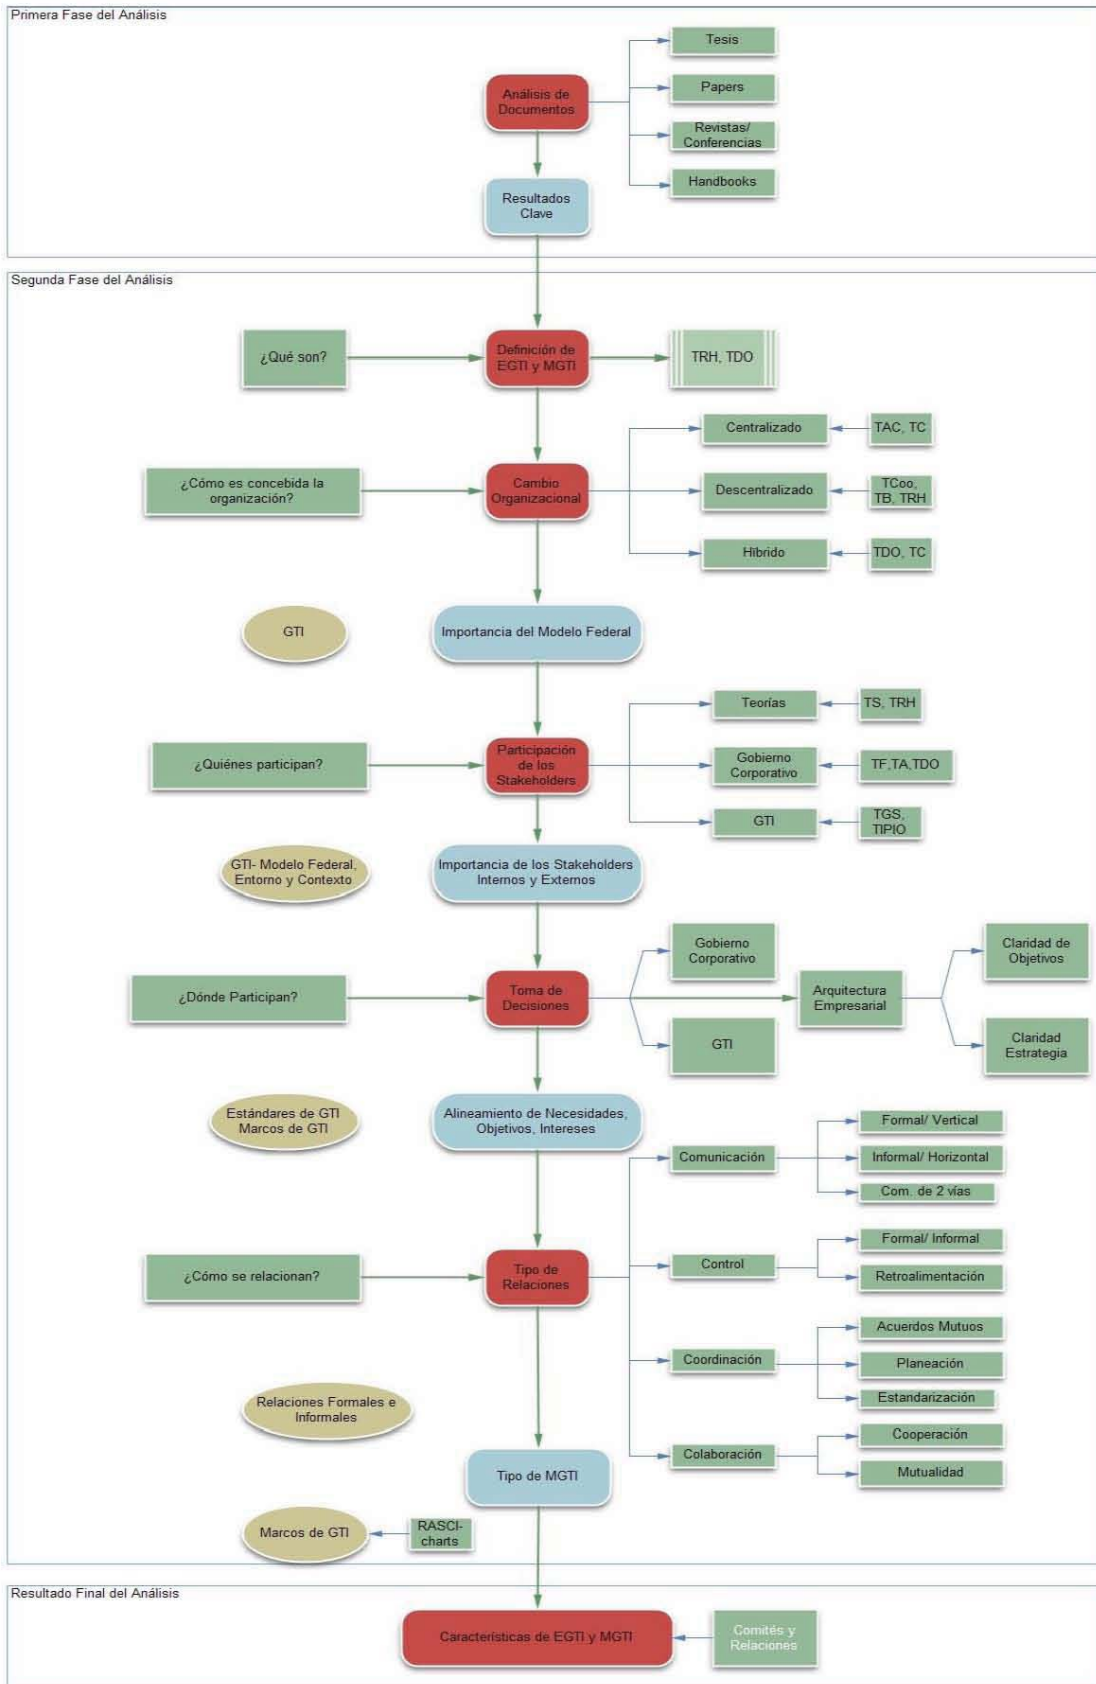 Primera Fase del Análisis
Tesis
Análisis de
Documentos
Papers
Revistas/
Conferencias
Handbooks
Resultados
Clave
Segunda Fase del Análisis
¿Qué son?
Definición de
EGTI y MGTI
TRH, TDO
Centralizado
TAC, TC
¿Cómo es concebida la
organización?
Cambio
Organizacional
Descentralizado
TCoo,
TB, TRH
Híbrido
TDO, TC
GTI
Importancia del Modelo Federal
Teorías
TS, TRH
¿Quiénes participan?
Participación
de los
Stakeholders
Gobierno
Corporativo
TF,TA,TDO
GTI
TGS,
TIPIO
GTI- Modelo Federal,
Entorno y Contexto
Importancia de los Stakeholders
Internos y Externos
Gobierno
Corporativo
Claridad de
Objetivos
¿Dónde Participan?
Toma de
Decisiones
Arquitectura
Empresarial
GTI
Claridad
Estrategia
Estándares de GTI
Marcos de GTI
Alineamiento de Necesidades,
Objetivos, Intereses
Formal/ Vertical
Comunicación
Informal/ Horizontal
Com. de 2 vías
Formal/ Informal
¿Cómo se relacionan?
Tipo de
Relaciones
Control
Retroalimentación
Acuerdos Mutuos
Coordinación
Planeación
Estandarización
Relaciones Formales e
Informales
Cooperación
Colaboración
Mutualidad
Tipo de MGTI
Marcos de GTI
RASCI-
charts
Resultado Final del Análisis
Características de EGTI y MGTI
Comités y
Relaciones